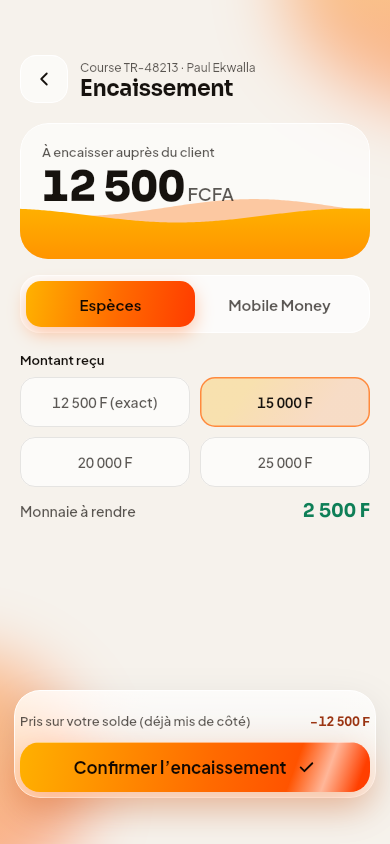 Course TR-48213 · Paul Ekwalla
Encaissement
À encaisser auprès du client
12 500 FCFA
Espèces
Mobile Money
Montant reçu
12 500 F (exact)
15 000 F
20 000 F
25 000 F
Monnaie à rendre
2 500 F
Pris sur votre solde (déjà mis de côté)
−12 500 F
Confirmer l’encaissement